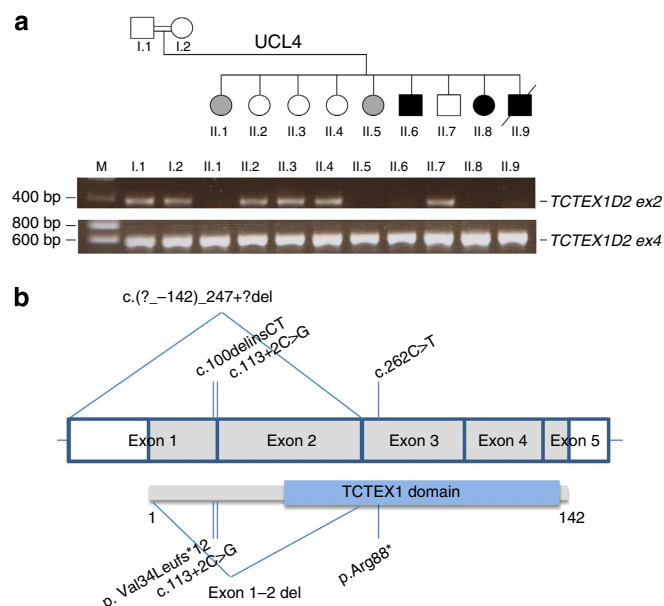 a
UCL4
I.1 I.2
II.1 II.2 II.3 II.4 II.5 II.6 II.7 II.8 II.9
M I.1 I.2 II.1 II.2 II.3 II.4 II.5 II.6 II.7 II.8 II.9
400 bp TCTEX1D2 ex2
800 bp
600 bp TCTEX1D2 ex4
b
c.(?_–142)_247+?del
c.100delinsCT
c.113+2C>G
c.262C>T
Exon 1 Exon 2 Exon 3 Exon 4 Exon 5
TCTEX1 domain
1 142
p. Val34Leufs*12
c.113+2C>G
Exon 1–2 del
p.Arg88*